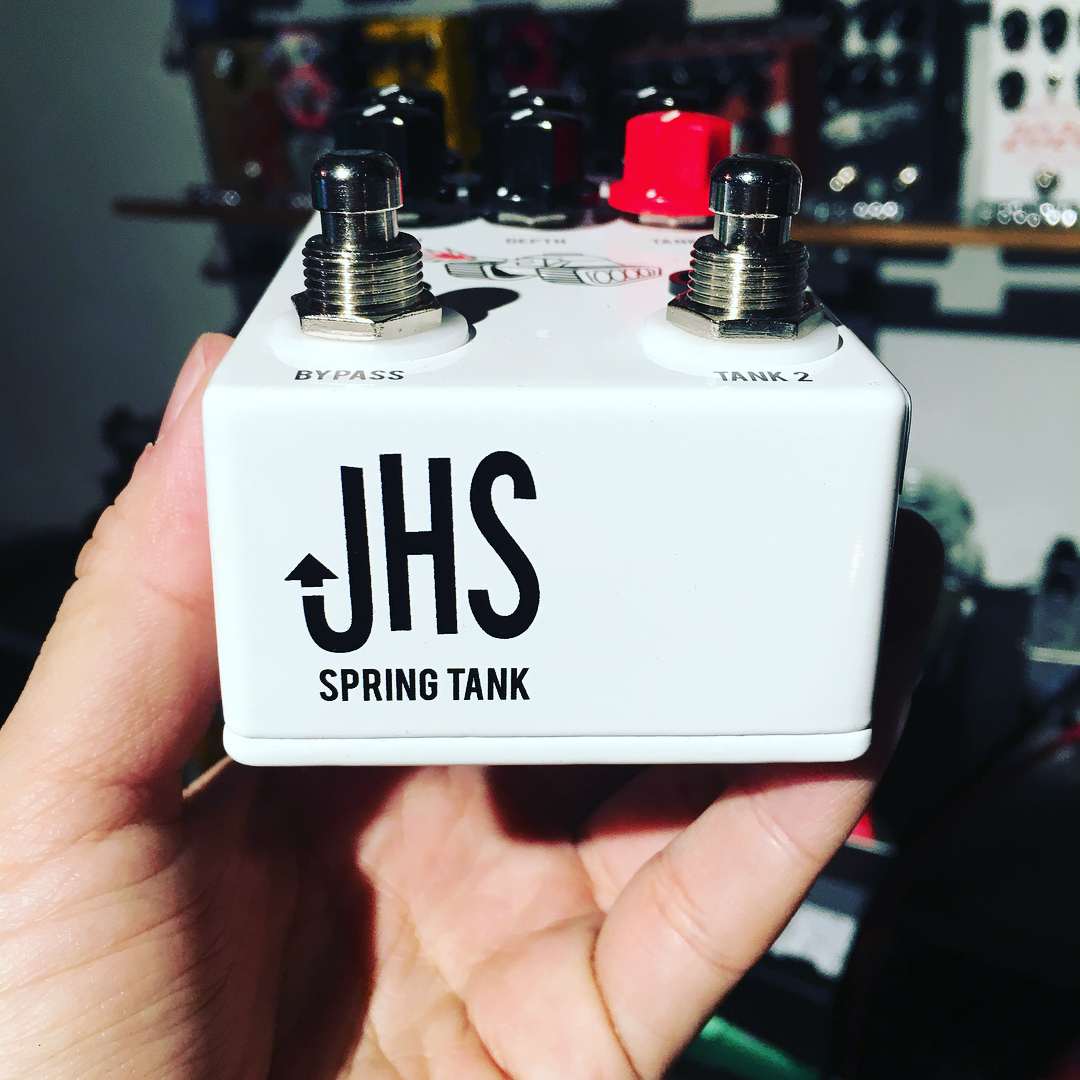 DEPTH
BYPASS
TANK 2
JHS
SPRING TANK